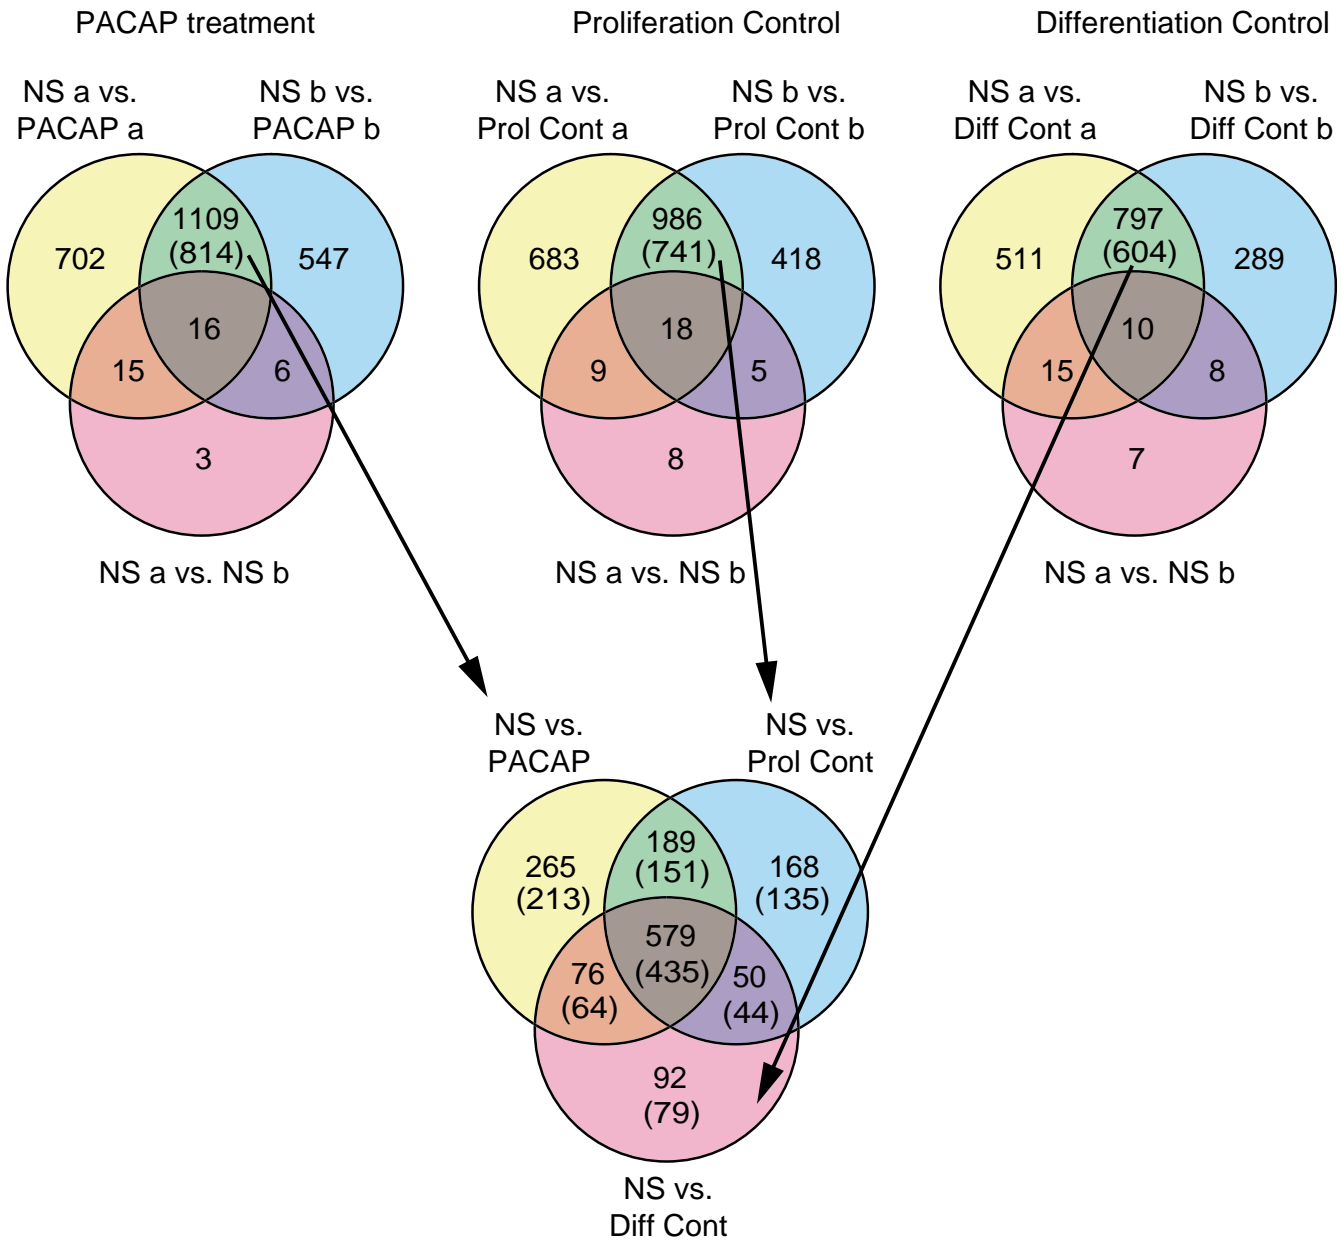 PACAP treatment
Proliferation Control
Differentiation Control
NS a vs.
PACAP a
NS b vs.
PACAP b
NS a vs.
Prol Cont a
NS b vs.
Prol Cont b
NS a vs.
Diff Cont a
NS b vs.
Diff Cont b
702
1109
(814)
547
16
15
6
3
NS a vs. NS b
683
986
(741)
418
18
9
5
8
NS a vs. NS b
511
797
(604)
289
10
15
8
7
NS a vs. NS b
NS vs.
PACAP
NS vs.
Prol Cont
265
(213)
189
(151)
168
(135)
579
(435)
76
(64)
50
(44)
92
(79)
NS vs.
Diff Cont